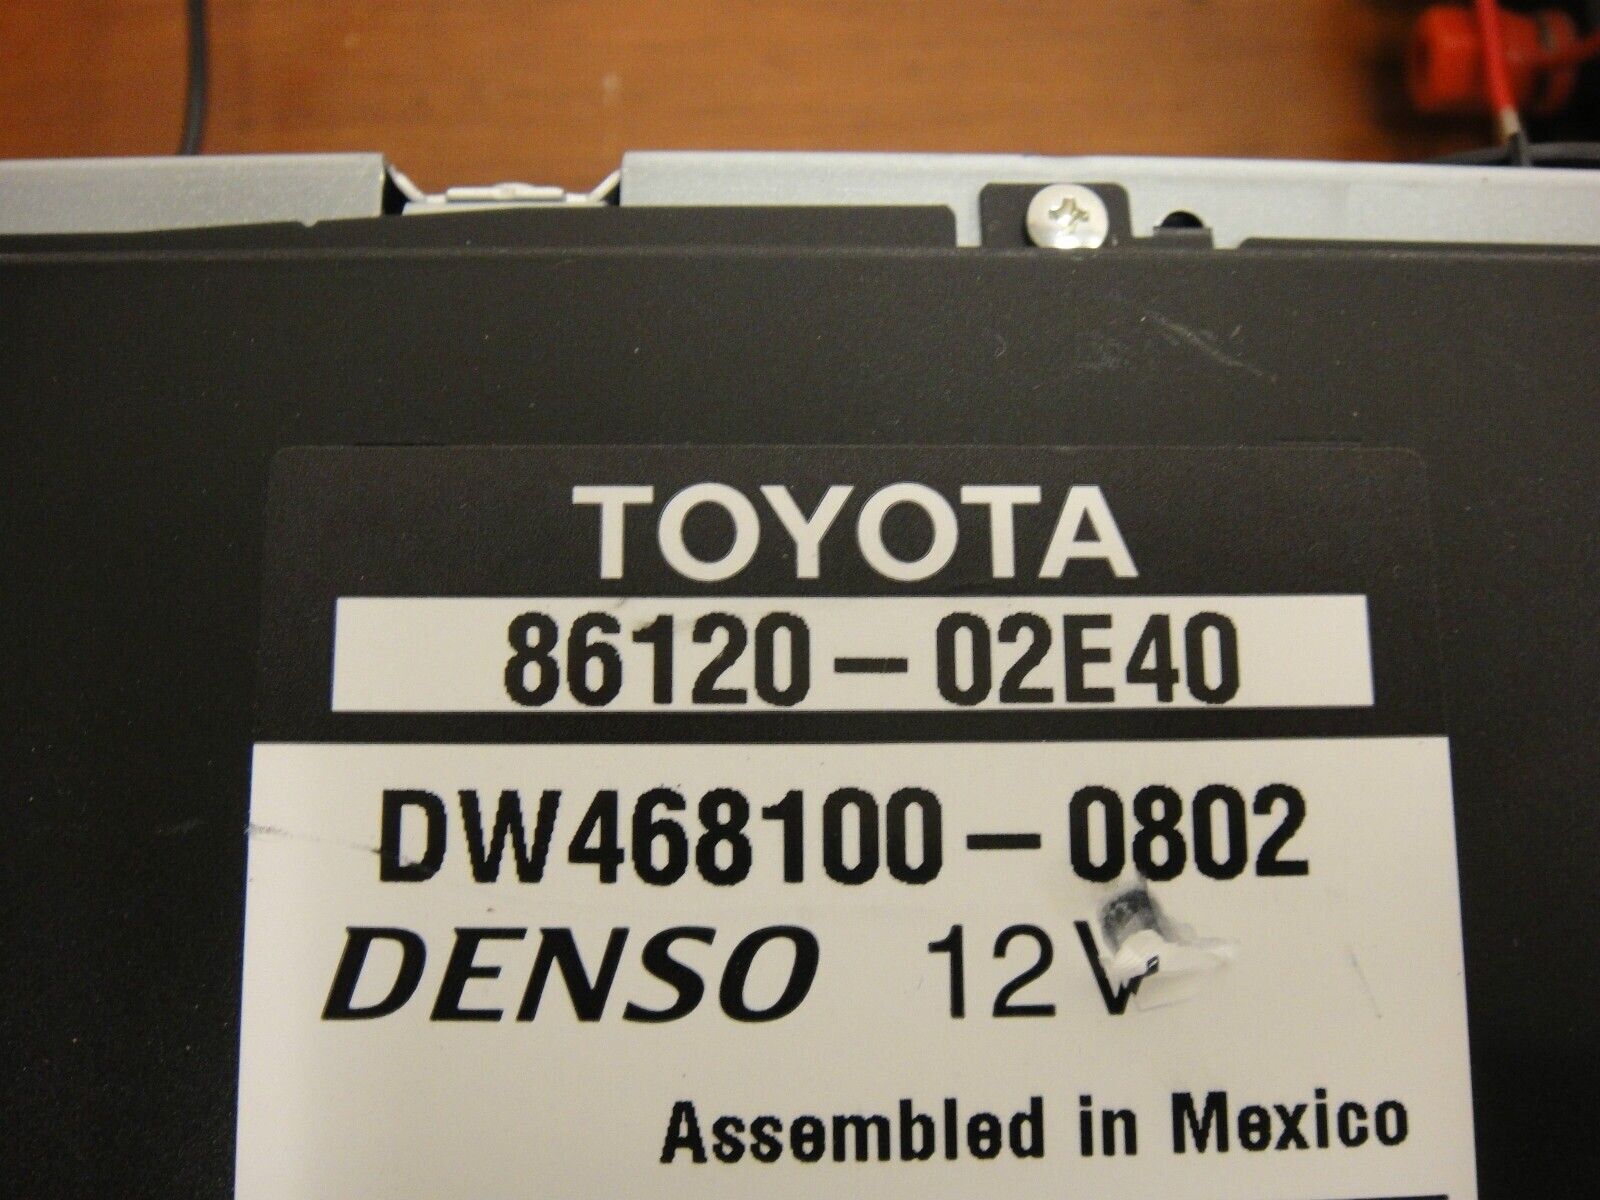 TOYOTA
86120-02E40
DW468100-0802
DENSO 12V
Assembled in Mexico